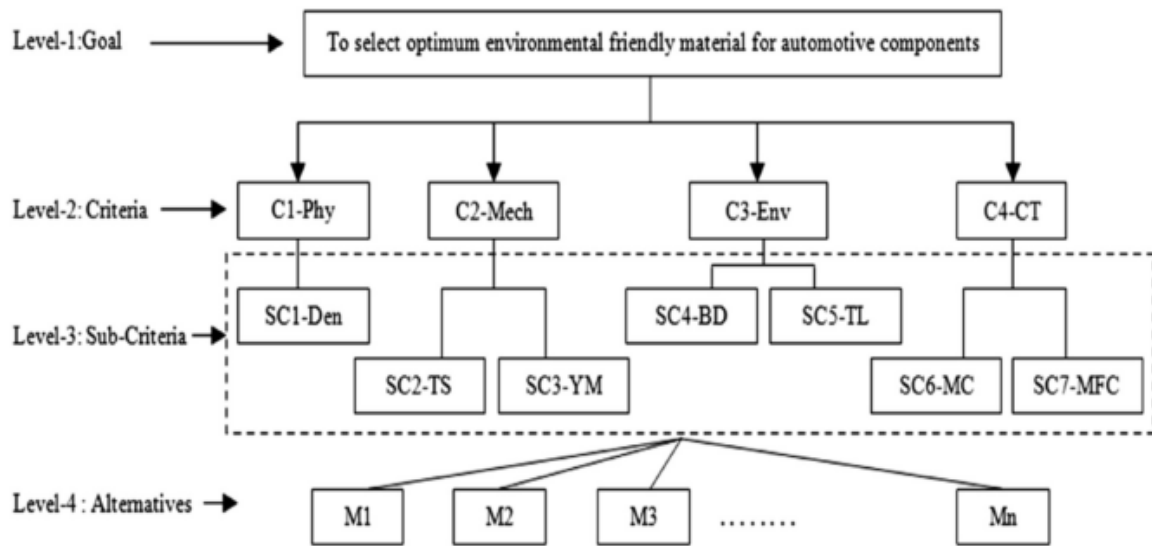 Level-1:Goal
To select optimum environmental friendly material for automotive components
Level-2: Criteria
C1-Phy
C2-Mech
C3-Env
C4-CT
Level-3: Sub-Criteria
SC1-Den
SC4-BD
SC5-TL
SC2-TS
SC3-YM
SC6-MC
SC7-MFC
Level-4 : Alternatives
M1
M2
M3
........
Mn